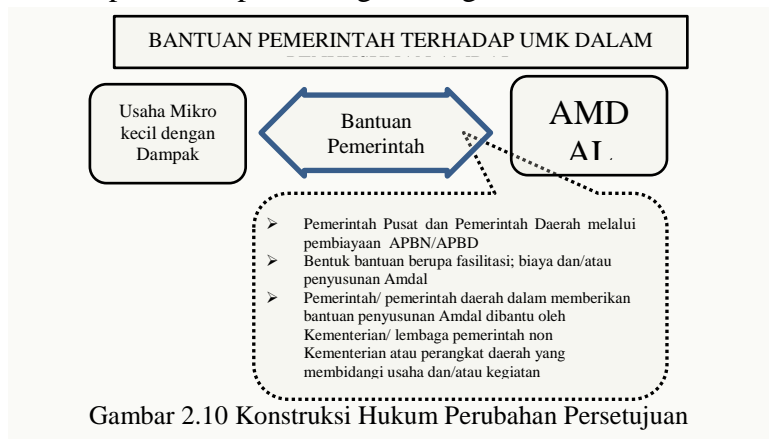 BANTUAN PEMERINTAH TERHADAP UMK DALAM
Usaha Mikro
kecil dengan
Dampak
Bantuan
Pemerintah
AMD
AL
➢ Pemerintah Pusat dan Pemerintah Daerah melalui
pembiayaan APBN/APBD
➢ Bentuk bantuan berupa fasilitasi; biaya dan/atau
penyusunan Amdal
➢ Pemerintah/ pemerintah daerah dalam memberikan
bantuan penyusunan Amdal dibantu oleh
Kementerian/ lembaga pemerintah non
Kementerian atau perangkat daerah yang
membidangi usaha dan/atau kegiatan
Gambar 2.10 Konstruksi Hukum Perubahan Persetujuan